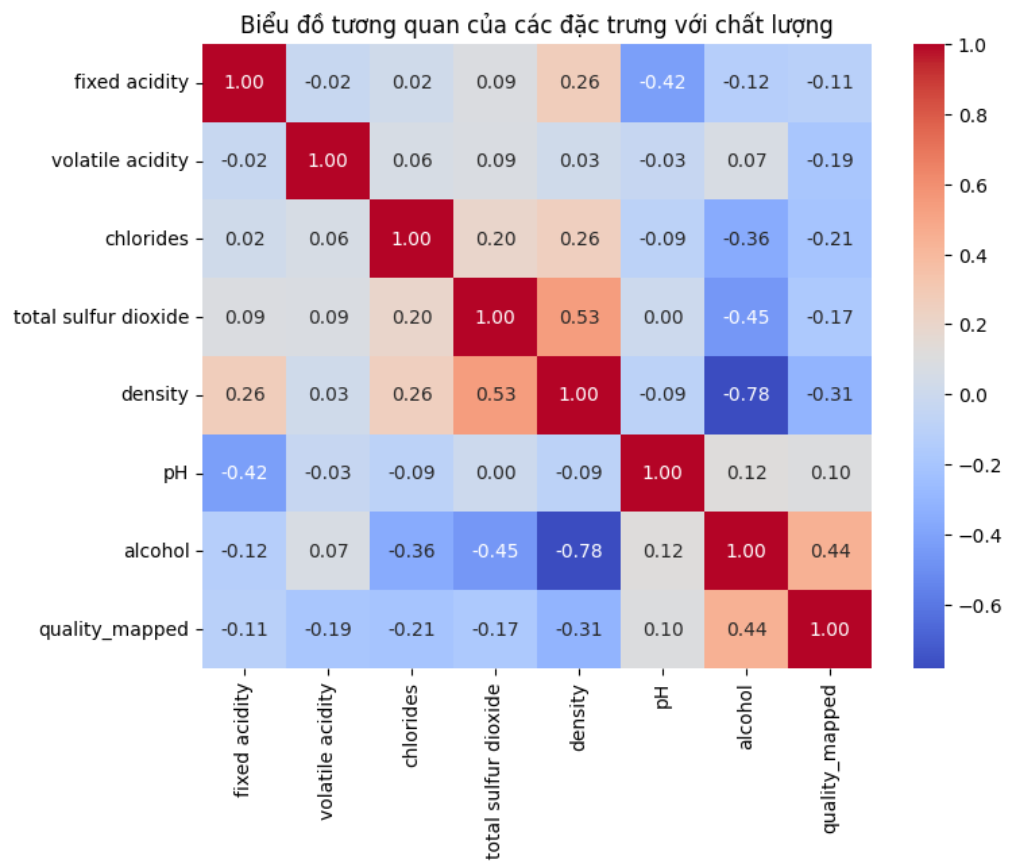 Biểu đồ tương quan của các đặc trưng với chất lượng
fixed acidity 1.00 -0.02 0.02 0.09 0.26 -0.42 -0.12 -0.11
volatile acidity -0.02 1.00 0.06 0.09 0.03 -0.03 0.07 -0.19
chlorides 0.02 0.06 1.00 0.20 0.26 -0.09 -0.36 -0.21
total sulfur dioxide 0.09 0.09 0.20 1.00 0.53 0.00 -0.45 -0.17
density 0.26 0.03 0.26 0.53 1.00 -0.09 -0.78 -0.31
pH -0.42 -0.03 -0.09 0.00 -0.09 1.00 0.12 0.10
alcohol -0.12 0.07 -0.36 -0.45 -0.78 0.12 1.00 0.44
quality_mapped -0.11 -0.19 -0.21 -0.17 -0.31 0.10 0.44 1.00
fixed acidity
volatile acidity
chlorides
total sulfur dioxide
density
pH
alcohol
quality_mapped
1.0
0.8
0.6
0.4
0.2
0.0
−0.2
−0.4
−0.6